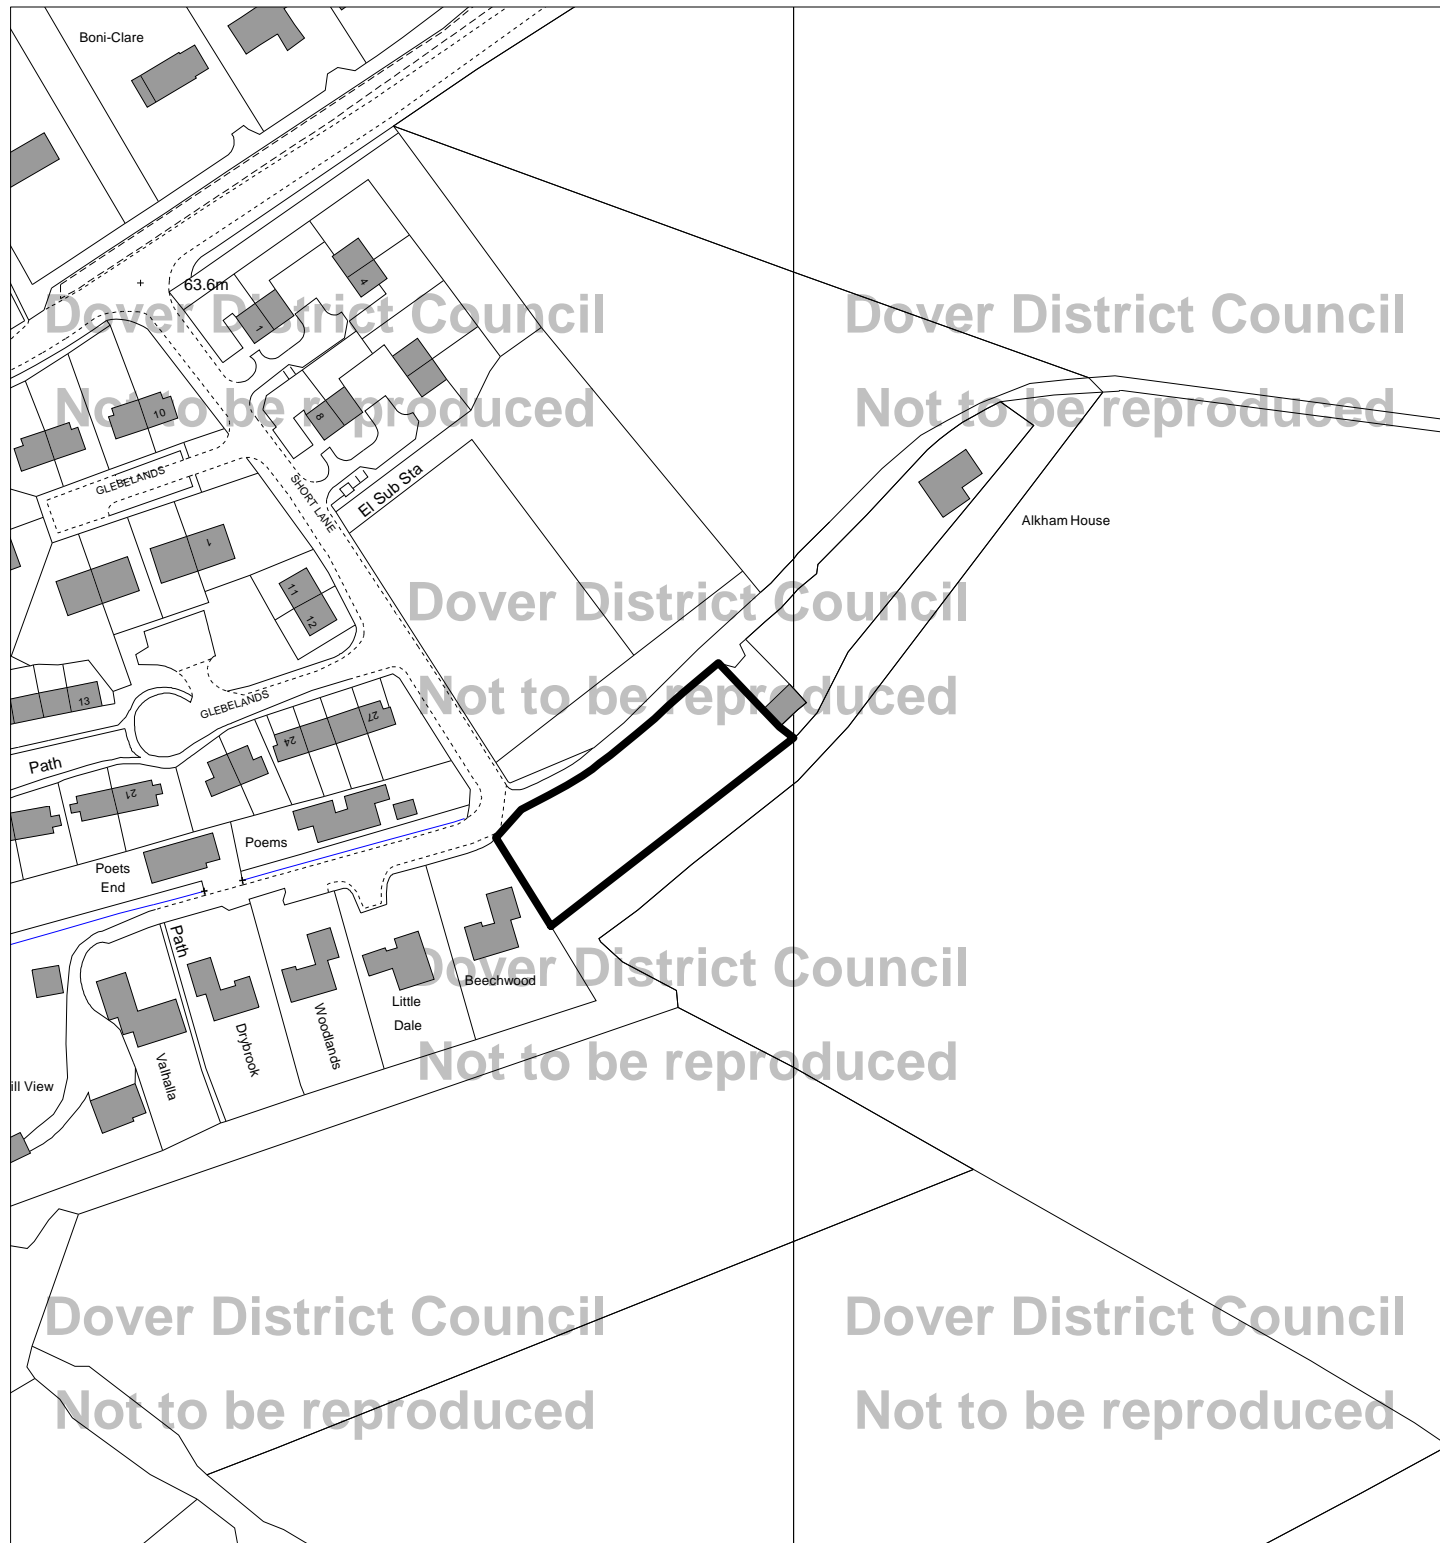 Boni-Clare
63.6m
4
1
Dover District Council
Dover District Council
Not to be reproduced
Not to be reproduced
10
8
GLEBELANDS
SHORT LANE
El Sub Sta
Alkham House
1
11
12
Dover District Council
Not to be reproduced
13
GLEBELANDS
27
24
Path
21
Poems
Poets
End
Path
Beechwood
Dover District Council
Little
Dale
Woodlands
Drybrook
Valhalla
Not to be reproduced
ill View
Dover District Council
Dover District Council
Not to be reproduced
Not to be reproduced